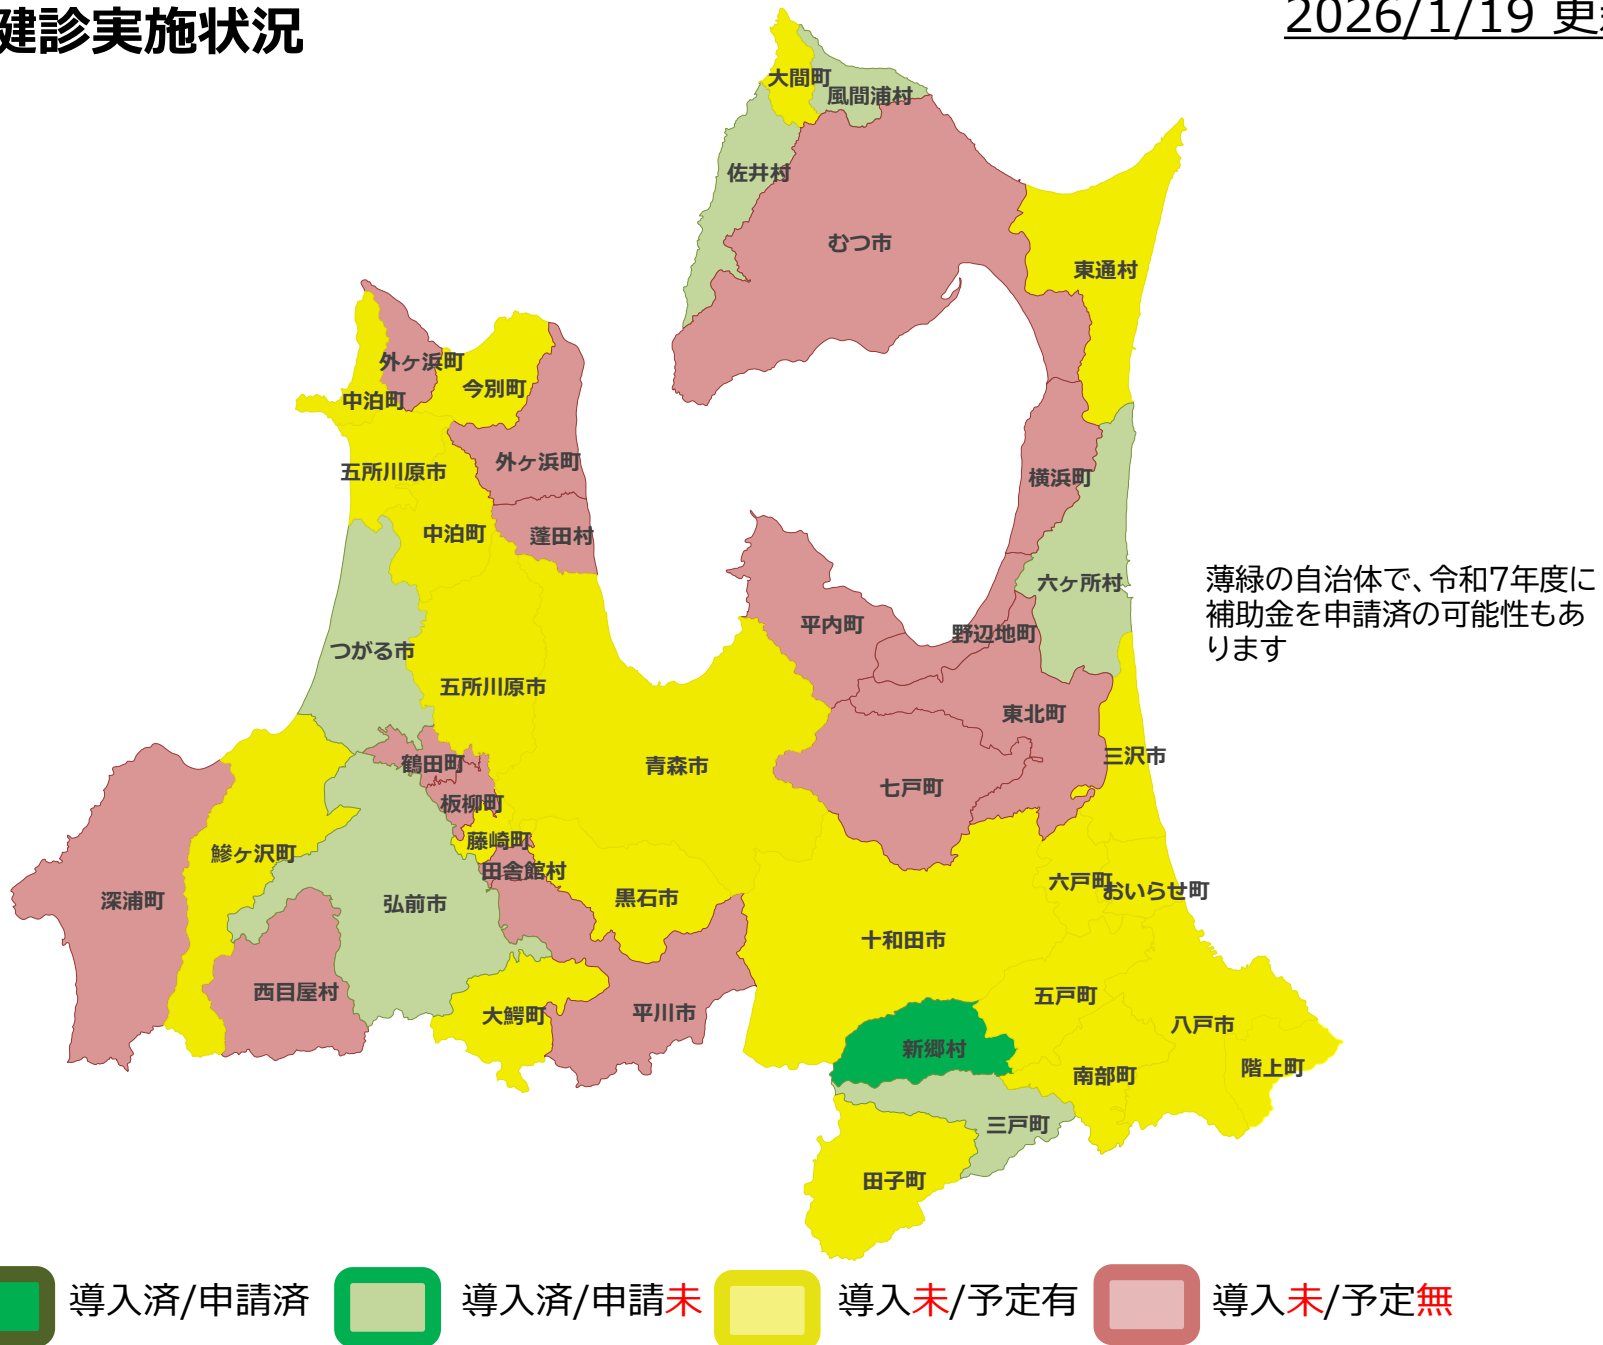 健診実施状況
2026/1/19 更新
大間町
風間浦村
佐井村
むつ市
東通村
外ヶ浜町
今別町
中泊町
五所川原市
外ヶ浜町
横浜町
中泊町
蓬田村
六ヶ所村
薄緑の自治体で、令和7年度に
補助金を申請済の可能性もあ
ります
平内町
野辺地町
つがる市
五所川原市
東北町
三沢市
鶴田町
青森市
七戸町
板柳町
藤崎町
鰺ヶ沢町
田舎館村
六戸町
おいらせ町
深浦町
弘前市
黒石市
十和田市
西目屋村
五戸町
大鰐町
平川市
八戸市
新郷村
階上町
南部町
三戸町
田子町
導入済/申請済
導入済/申請未
導入未/予定有
導入未/予定無